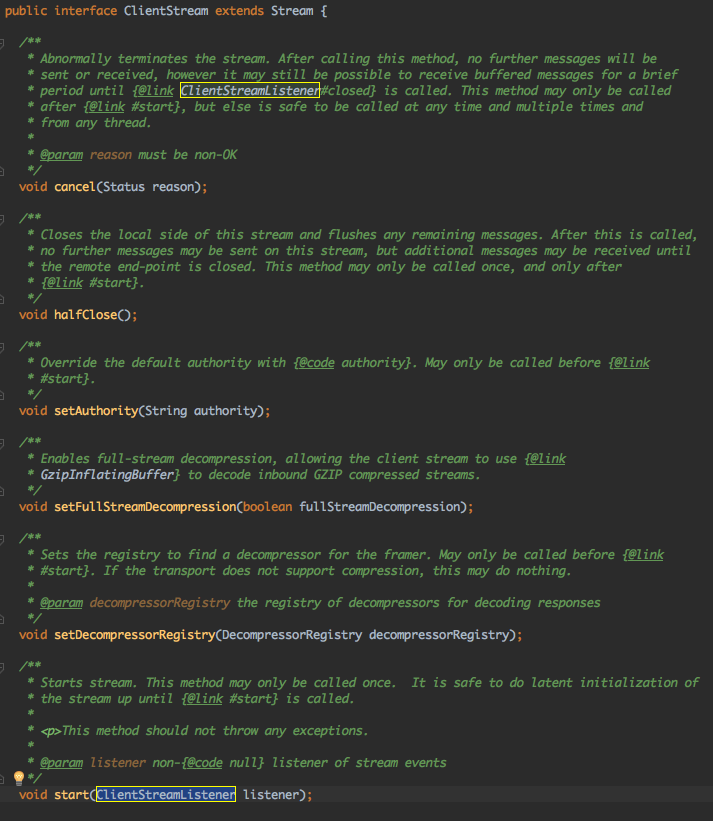 public interface ClientStream extends Stream {
/**
* Abnormally terminates the stream. After calling this method, no further messages will be
* sent or received, however it may still be possible to receive buffered messages for a brief
* period until {@link ClientStreamListener#closed} is called. This method may only be called
* after {@link #start}, but else is safe to be called at any time and multiple times and
* from any thread.
*
* @param reason must be non-OK
*/
void cancel(Status reason);
/**
* Closes the local side of this stream and flushes any remaining messages. After this is called,
* no further messages may be sent on this stream, but additional messages may be received until
* the remote end-point is closed. This method may only be called once, and only after
* {@link #start}.
*/
void halfClose();
/**
* Override the default authority with {@code authority}. May only be called before {@link
* #start}.
*/
void setAuthority(String authority);
/**
* Enables full-stream decompression, allowing the client stream to use {@link
* GzipInflatingBuffer} to decode inbound GZIP compressed streams.
*/
void setFullStreamDecompression(boolean fullStreamDecompression);
/**
* Sets the registry to find a decompressor for the framer. May only be called before {@link
* #start}. If the transport does not support compression, this may do nothing.
*
* @param decompressorRegistry the registry of decompressors for decoding responses
*/
void setDecompressorRegistry(DecompressorRegistry decompressorRegistry);
/**
* Starts stream. This method may only be called once.  It is safe to do latent initialization of
* the stream up until {@link #start} is called.
*
* <p>This method should not throw any exceptions.
*
* @param listener non-{@code null} listener of stream events
*/
void start(ClientStreamListener listener);